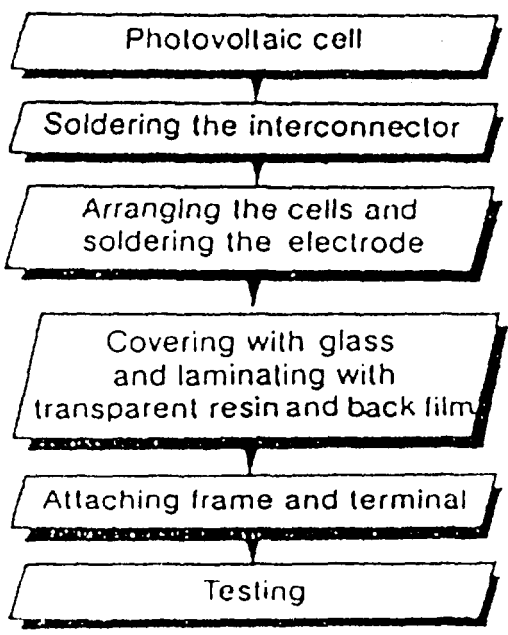 Photovoltaic cell
Soldering the interconnector
Arranging the cells and
soldering the electrode
Covering with glass
and laminating with
transparent resin and back film
Attaching frame and terminal
Testing